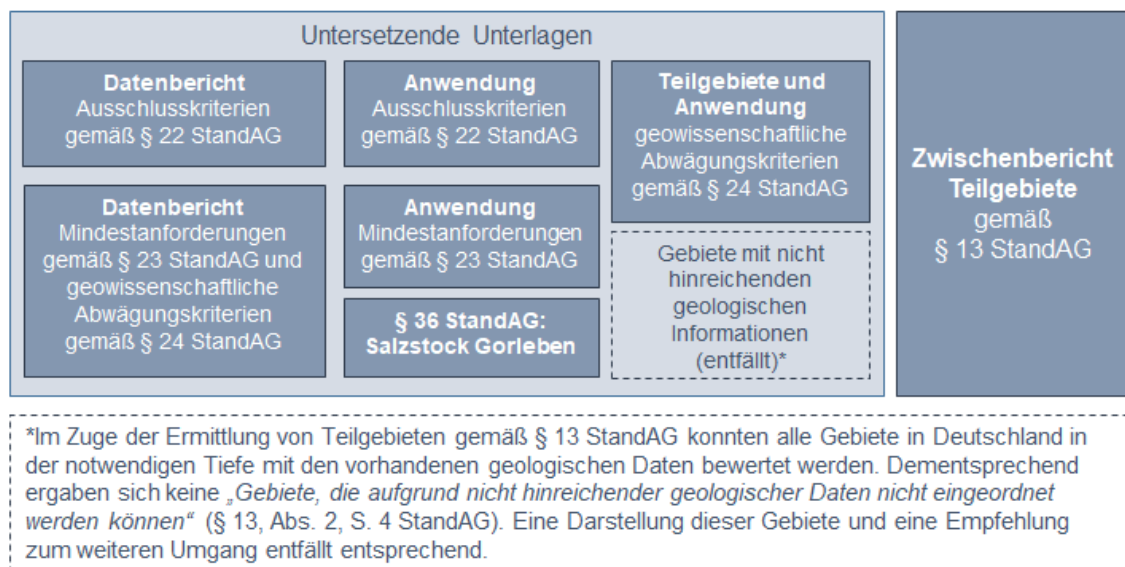 Untersetzende Unterlagen
Datenbericht
Ausschlusskriterien
gemäß § 22 StandAG
Anwendung
Ausschlusskriterien
gemäß § 22 StandAG
Teilgebiete und
Anwendung
geowissenschaftliche
Abwägungskriterien
gemäß § 24 StandAG
Datenbericht
Mindestanforderungen
gemäß § 23 StandAG und
geowissenschaftliche
Abwägungskriterien
gemäß § 24 StandAG
Anwendung
Mindestanforderungen
gemäß § 23 StandAG
§ 36 StandAG:
Salzstock Gorleben
Gebiete mit nicht
hinreichenden
geologischen
Informationen
(entfällt)*
Zwischenbericht
Teilgebiete
gemäß
§ 13 StandAG
*Im Zuge der Ermittlung von Teilgebieten gemäß § 13 StandAG konnten alle Gebiete in Deutschland in
der notwendigen Tiefe mit den vorhandenen geologischen Daten bewertet werden. Dementsprechend
ergaben sich keine „Gebiete, die aufgrund nicht hinreichender geologischer Daten nicht eingeordnet
werden können“ (§ 13, Abs. 2, S. 4 StandAG). Eine Darstellung dieser Gebiete und eine Empfehlung
zum weiteren Umgang entfällt entsprechend.